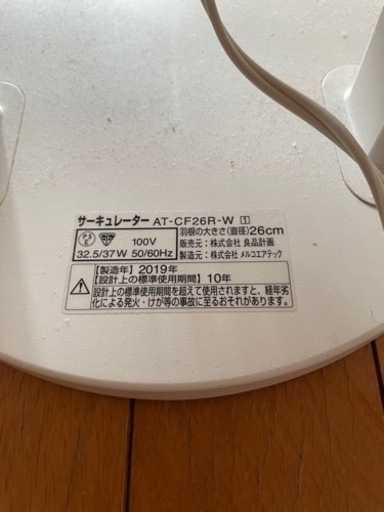 サーキュレーター AT-CF26R-W 1
PSE 100V
32.5/37W 50/60Hz
羽根の大きさ(直径)26cm
販売元：株式会社 良品計画
製造元：株式会社 メルコエアテック
【製造年】2019年
【設計上の標準使用期間】10年
設計上の標準使用期間を超えて使用されますと、経年劣
化による発火・けが等の事故に至るおそれがあります。